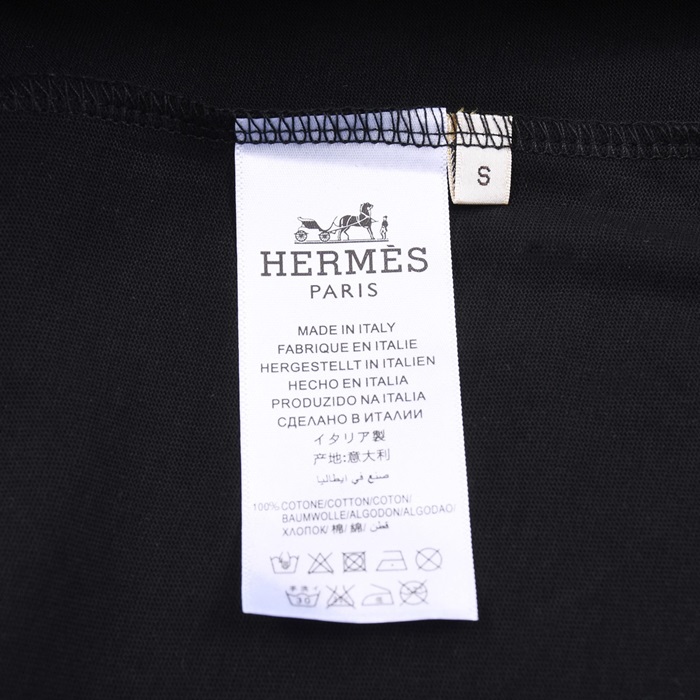 S
HERMÈS
PARIS
MADE IN ITALY
FABRIQUE EN ITALIE
HERGESTELLT IN ITALIEN
HECHO EN ITALIA
PRODUZIDO NA ITALIA
СДЕЛАНО В ИТАЛИИ
イタリア製
产地:意大利
صنع في ايطاليا
100% COTONE/COTTON/COTON/
BAUMWOLLE/ALGODON/ALGODAO/
ХЛОПОК/棉/綿/قطن
30